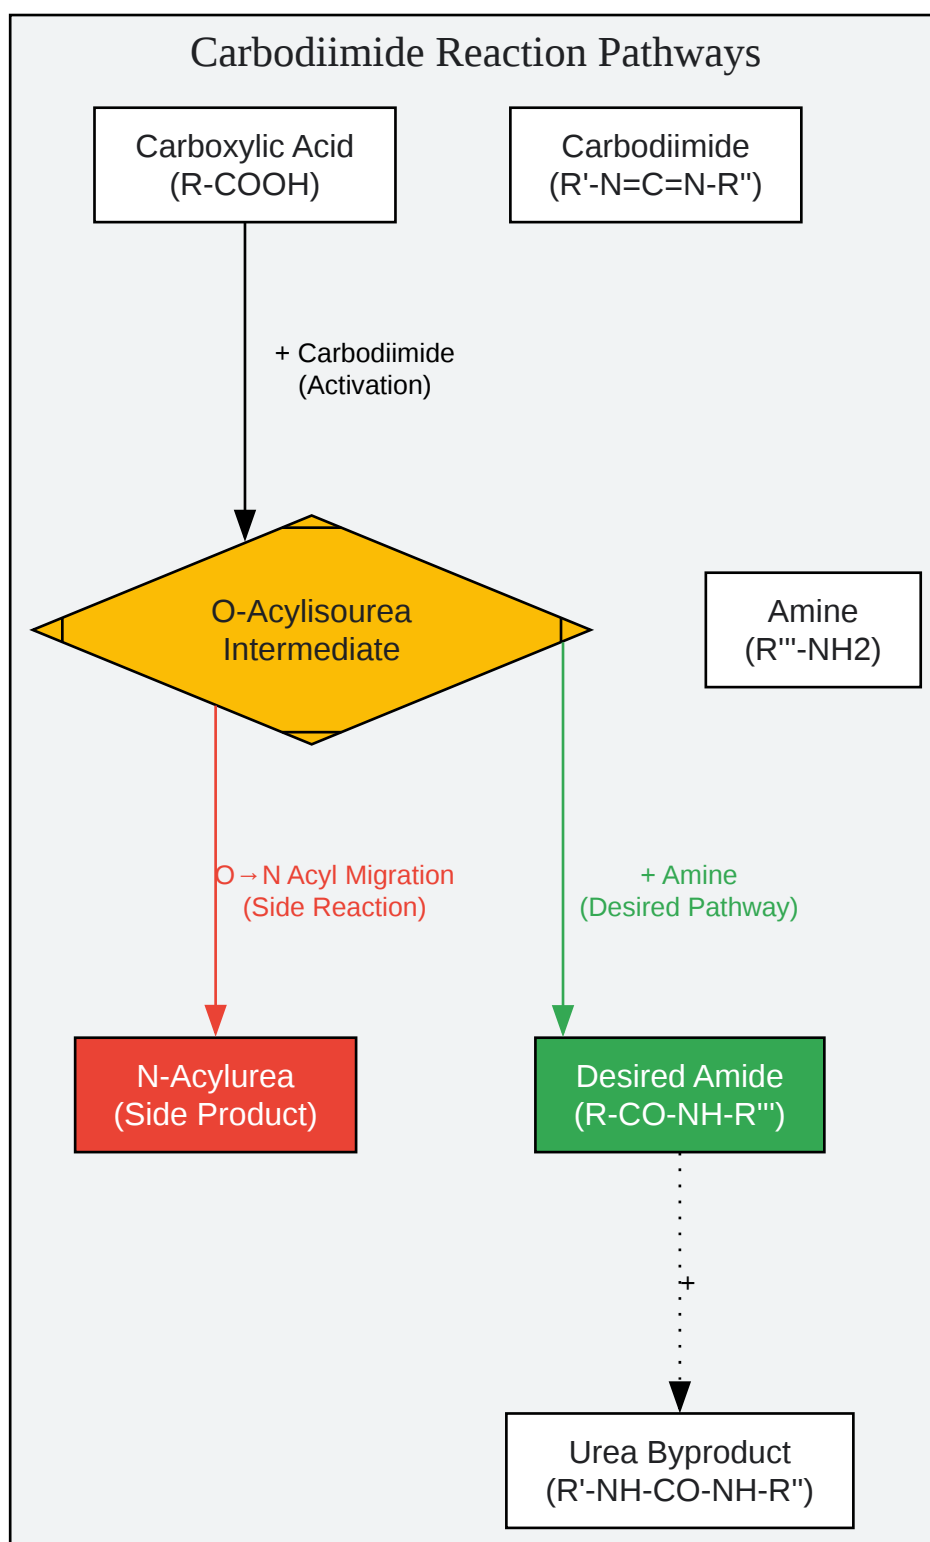 Carbodiimide Reaction Pathways
Carboxylic Acid
(R-COOH)
Carbodiimide
(R'-N=C=N-R'')
+ Carbodiimide
(Activation)
O-Acylisourea
Intermediate
Amine
(R'''-NH2)
O→N Acyl Migration
(Side Reaction)
+ Amine
(Desired Pathway)
N-Acylurea
(Side Product)
Desired Amide
(R-CO-NH-R''')
+
Urea Byproduct
(R'-NH-CO-NH-R'')